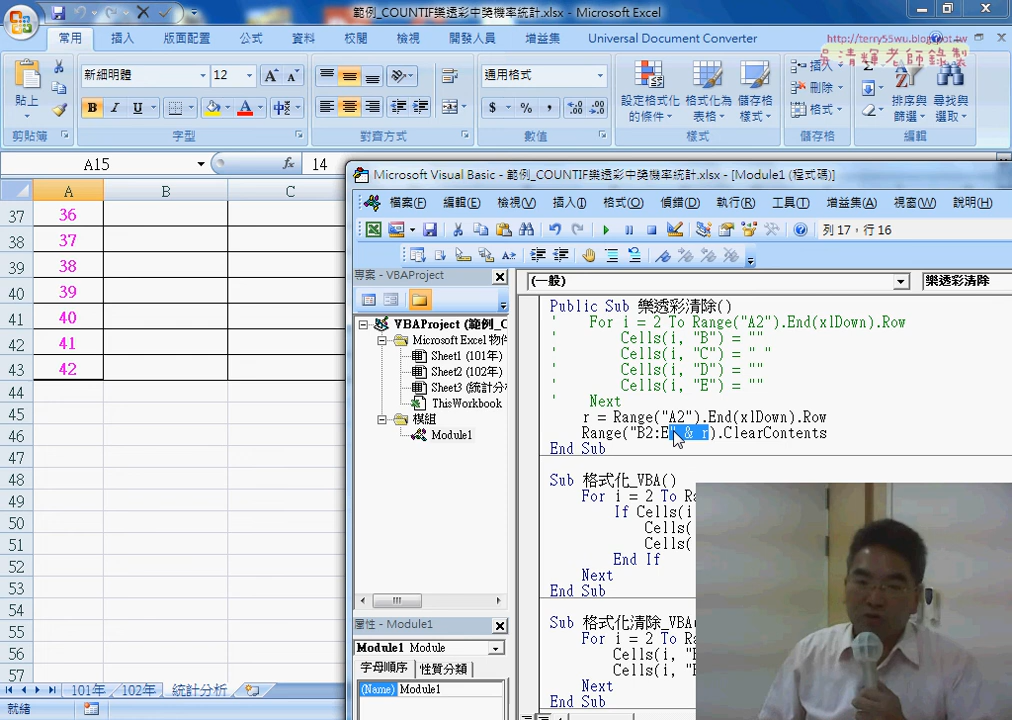 範例_COUNTIF樂透彩中獎機率統計.xlsx - Microsoft Excel
常用 插入 版面配置 公式 資料 校閱 檢視 開發人員 增益集 Universal Document Converter
http://terry55wu.blogspot.tw
吳清輝老師錄製
貼上 新細明體 12 通用格式 設定格式化的條件 格式化為表格 儲存格樣式 插入 刪除 格式 排序與篩選 尋找與選取
剪貼簿 字型 對齊方式 數值 樣式 儲存格 編輯
A15 fx 14
A B C
37 36
38 37
39 38
40 39
41 40
42 41
43 42
44
45
46
47
48
49
50
51
52
53
54
55
56
57
101年 102年 統計分析
就緒
Microsoft Visual Basic - 範例_COUNTIF樂透彩中獎機率統計.xlsx - [Module1 (程式碼)]
檔案(F) 編輯(E) 檢視(V) 插入(I) 格式(O) 偵錯(D) 執行(R) 工具(T) 增益集(A) 視窗(W) 說明(H)
列 17，行 16
專案 - VBAProject
VBAProject (範例_C
Microsoft Excel 物件
Sheet1 (101年)
Sheet2 (102年)
Sheet3 (統計分
ThisWorkbook
模組
Module1
屬性 - Module1
Module1 Module
字母順序 性質分類
(Name) Module1
(一般) 樂透彩清除
Public Sub 樂透彩清除()
' For i = 2 To Range("A2").End(xlDown).Row
' Cells(i, "B") = ""
' Cells(i, "C") = " "
' Cells(i, "D") = ""
' Cells(i, "E") = ""
' Next
r = Range("A2").End(xlDown).Row
Range("B2:E" & r).ClearContents
End Sub
Sub 格式化_VBA()
For i = 2 To Ra
If Cells(i
Cells(
Cells(
End If
Next
End Sub
Sub 格式化清除_VBA
For i = 2 To Ra
Cells(i, "
Cells(i, "
Next
End Sub